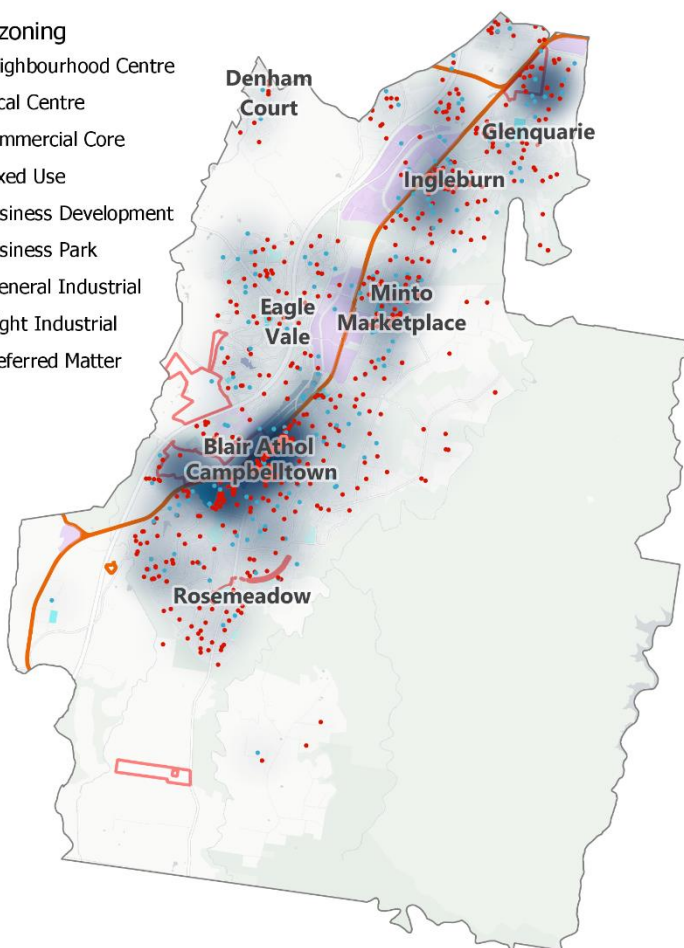 zoning
ighbourhood Centre
cal Centre
mmercial Core
xed Use
siness Development
siness Park
eneral Industrial
ght Industrial
eferred Matter
Denham
Court
Glenquarie
Ingleburn
Minto
Marketplace
Eagle
Vale
Blair Athol
Campbelltown
Rosemeadow